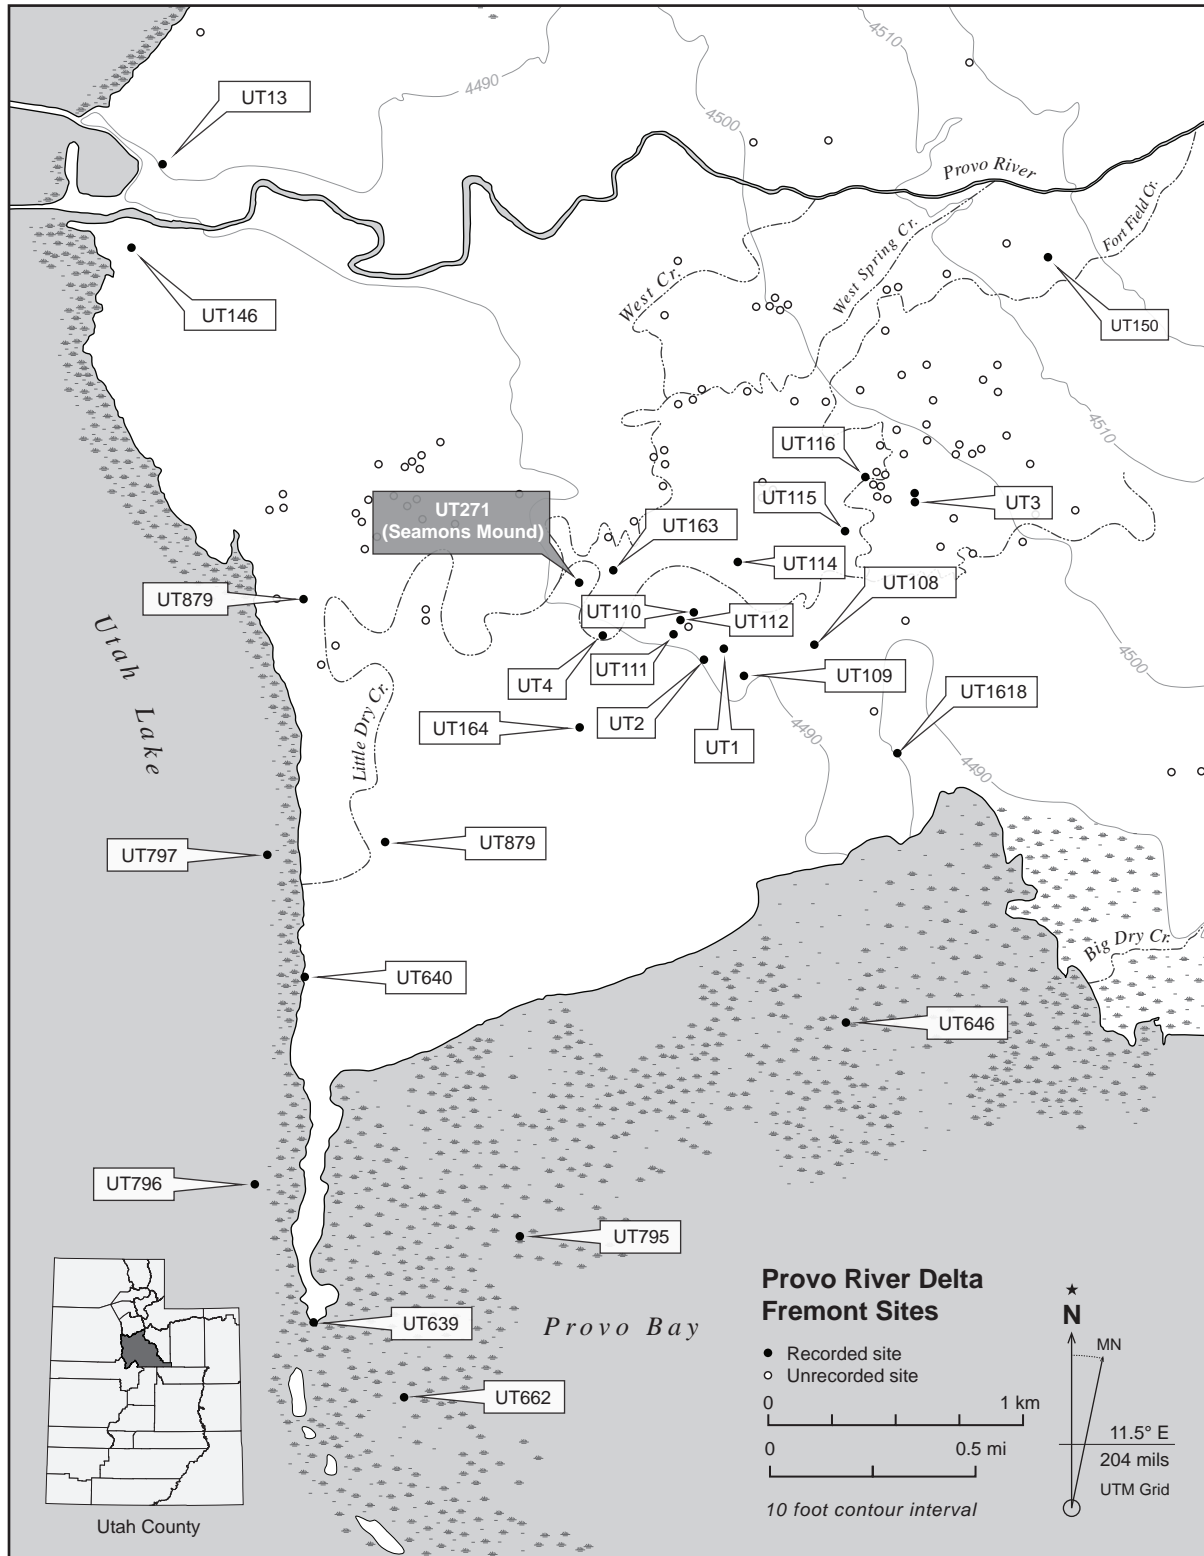 4510
4490
UT13
4500
Provo River
Fort Field Cr.
West Spring Cr.
West Cr.
UT146
UT150
4510
UT116
UT271
(Seamons Mound)
UT163
UT115
UT3
UT114
UT108
UT879
UT110
UT112
Utah Lake
UT111
UT4
UT109
4500
UT1618
Little Dry Cr.
UT164
UT2
UT1
4490
4490
UT797
UT879
Big Dry Cr.
UT640
UT646
UT796
UT795
Provo River Delta
Fremont Sites
N
UT639
Provo Bay
MN
Recorded site
Unrecorded site
UT662
0 1 km
11.5° E
0 0.5 mi
204 mils
UTM Grid
10 foot contour interval
Utah County